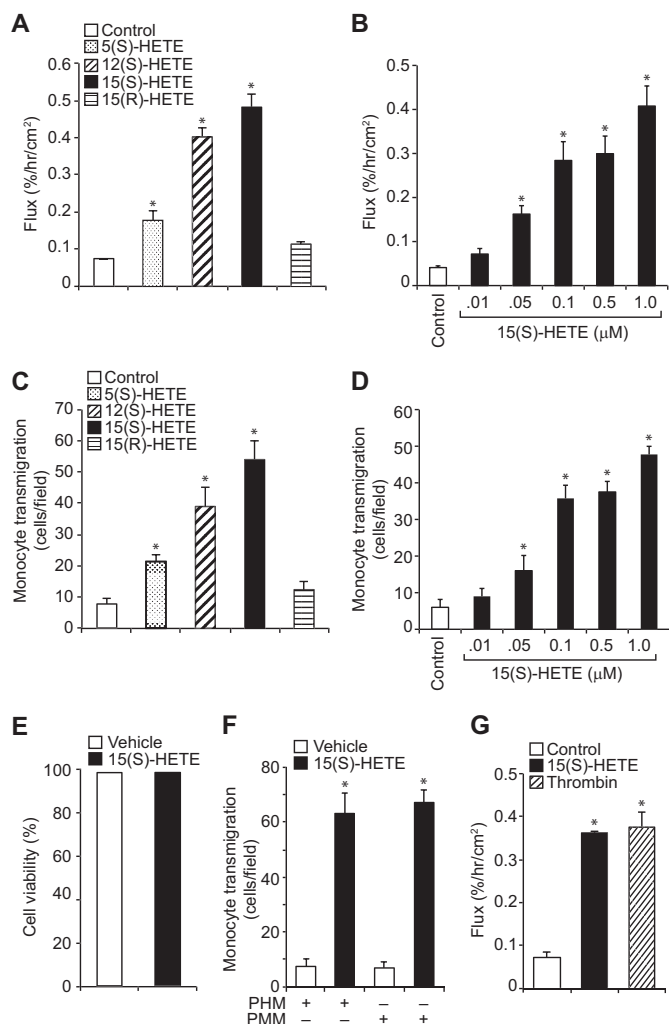 A
Control
5(S)-HETE
12(S)-HETE
15(S)-HETE
15(R)-HETE
Flux (%/hr/cm²)
0.6
0.5
0.4
0.2
0.1
0
* * *
B
Flux (%/hr/cm²)
0.5
0.4
0.3
0.2
0.1
0
* * * *
Control .01 .05 0.1 0.5 1.0
15(S)-HETE (μM)
C
Control
5(S)-HETE
12(S)-HETE
15(S)-HETE
15(R)-HETE
Monocyte transmigration
(cells/field)
70
60
50
40
30
20
10
0
* * *
D
Monocyte transmigration
(cells/field)
60
50
40
30
20
10
0
* * * *
Control .01 .05 0.1 0.5 1.0
15(S)-HETE (μM)
E
Vehicle
15(S)-HETE
Cell viability (%)
100
80
60
40
20
0
F
Vehicle
15(S)-HETE
Monocyte transmigration
(cells/field)
80
60
40
20
0
* *
PHM + + – –
PMM – – + +
G
Control
15(S)-HETE
Thrombin
Flux (%/hr/cm²)
0.4
0.3
0.1
0
* *